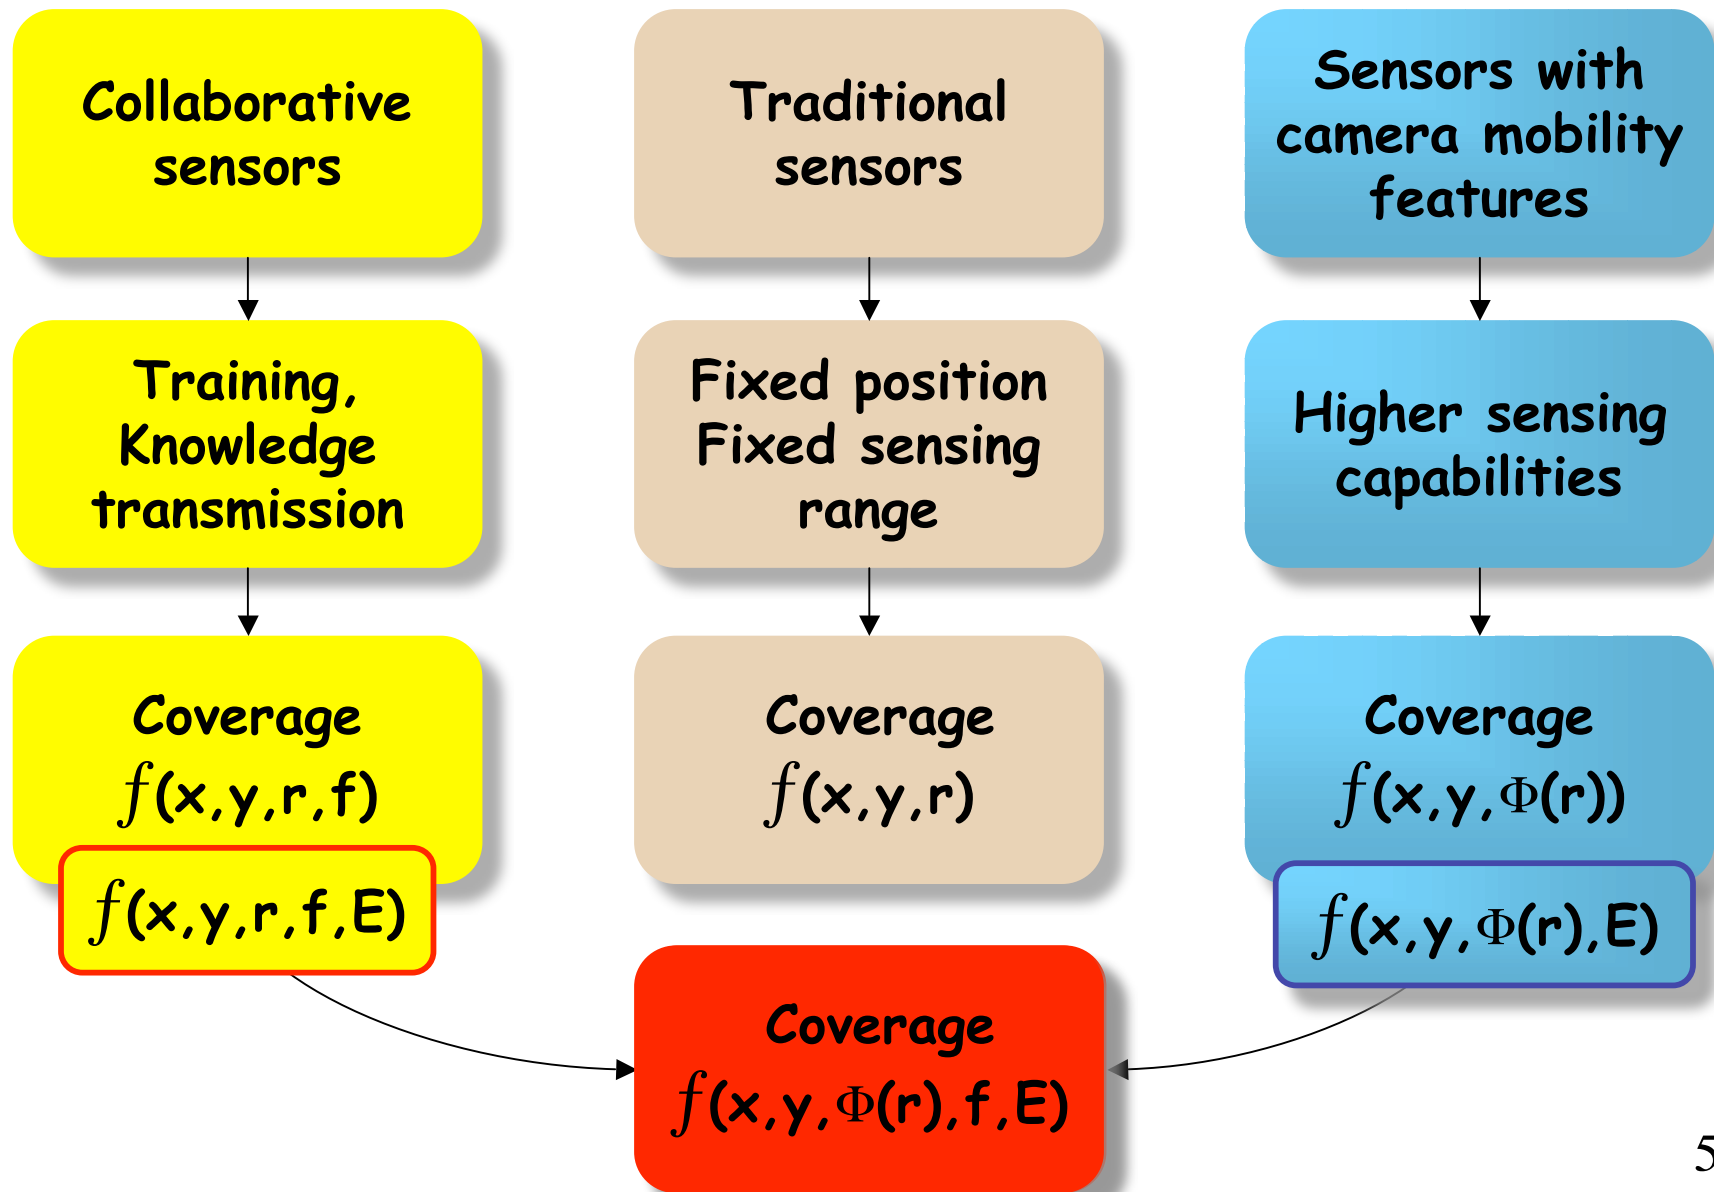 Collaborative
sensors
Training,
Knowledge
transmission
Coverage
f(x,y,r,f)
f(x,y,r,f,E)
Traditional
sensors
Fixed position
Fixed sensing
range
Coverage
f(x,y,r)
Sensors with
camera mobility
features
Higher sensing
capabilities
Coverage
f(x,y,Φ(r))
f(x,y,Φ(r),E)
Coverage
f(x,y,Φ(r),f,E)
5